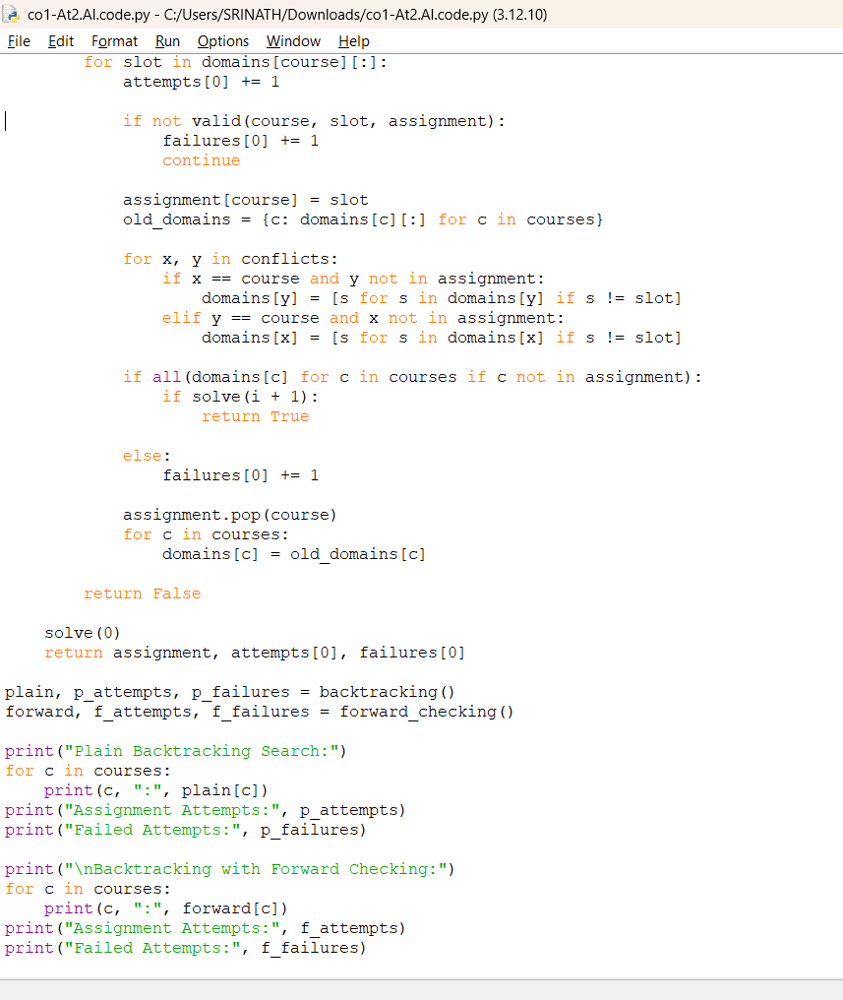 co1-At2.AI.code.py - C:/Users/SRINATH/Downloads/co1-At2.AI.code.py (3.12.10)
File Edit Format Run Options Window Help
        for slot in domains[course][:]:
            attempts[0] += 1

            if not valid(course, slot, assignment):
                failures[0] += 1
                continue

            assignment[course] = slot
            old_domains = {c: domains[c][:] for c in courses}

            for x, y in conflicts:
                if x == course and y not in assignment:
                    domains[y] = [s for s in domains[y] if s != slot]
                elif y == course and x not in assignment:
                    domains[x] = [s for s in domains[x] if s != slot]

            if all(domains[c] for c in courses if c not in assignment):
                if solve(i + 1):
                    return True

            else:
                failures[0] += 1

            assignment.pop(course)
            for c in courses:
                domains[c] = old_domains[c]

        return False

    solve(0)
    return assignment, attempts[0], failures[0]

plain, p_attempts, p_failures = backtracking()
forward, f_attempts, f_failures = forward_checking()

print("Plain Backtracking Search:")
for c in courses:
    print(c, ":", plain[c])
print("Assignment Attempts:", p_attempts)
print("Failed Attempts:", p_failures)

print("\nBacktracking with Forward Checking:")
for c in courses:
    print(c, ":", forward[c])
print("Assignment Attempts:", f_attempts)
print("Failed Attempts:", f_failures)